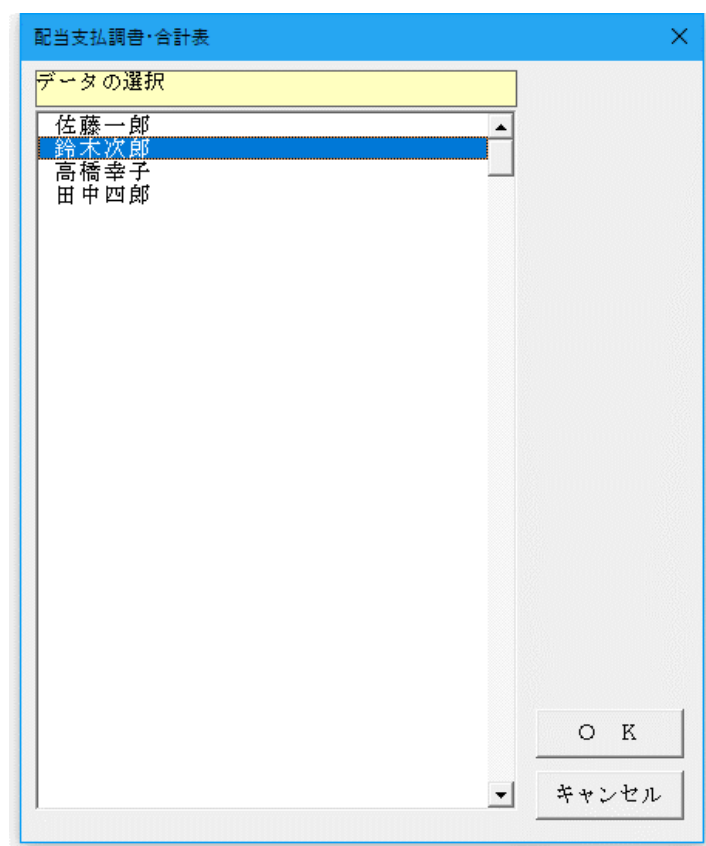 配当支払調書･合計表
データの選択
佐藤一郎
鈴木次郎
高橋幸子
田中四郎
Ｏ　Ｋ
キャンセル